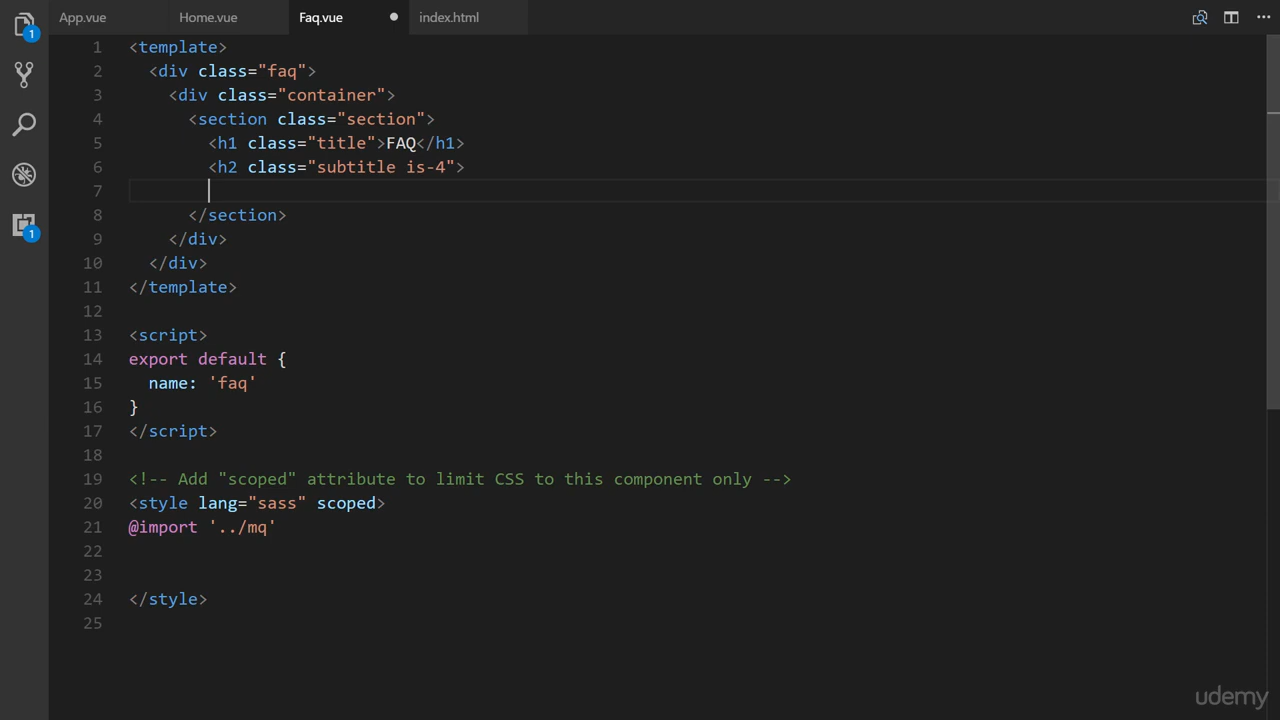 App.vue
Home.vue
Faq.vue
index.html
1
1
1 <template>
2 <div class="faq">
3 <div class="container">
4 <section class="section">
5 <h1 class="title">FAQ</h1>
6 <h2 class="subtitle is-4">
7
8 </section>
9 </div>
10 </div>
11 </template>
12
13 <script>
14 export default {
15 name: 'faq'
16 }
17 </script>
18
19 <!-- Add "scoped" attribute to limit CSS to this component only -->
20 <style lang="sass" scoped>
21 @import '../mq'
22
23
24 </style>
25
udemy